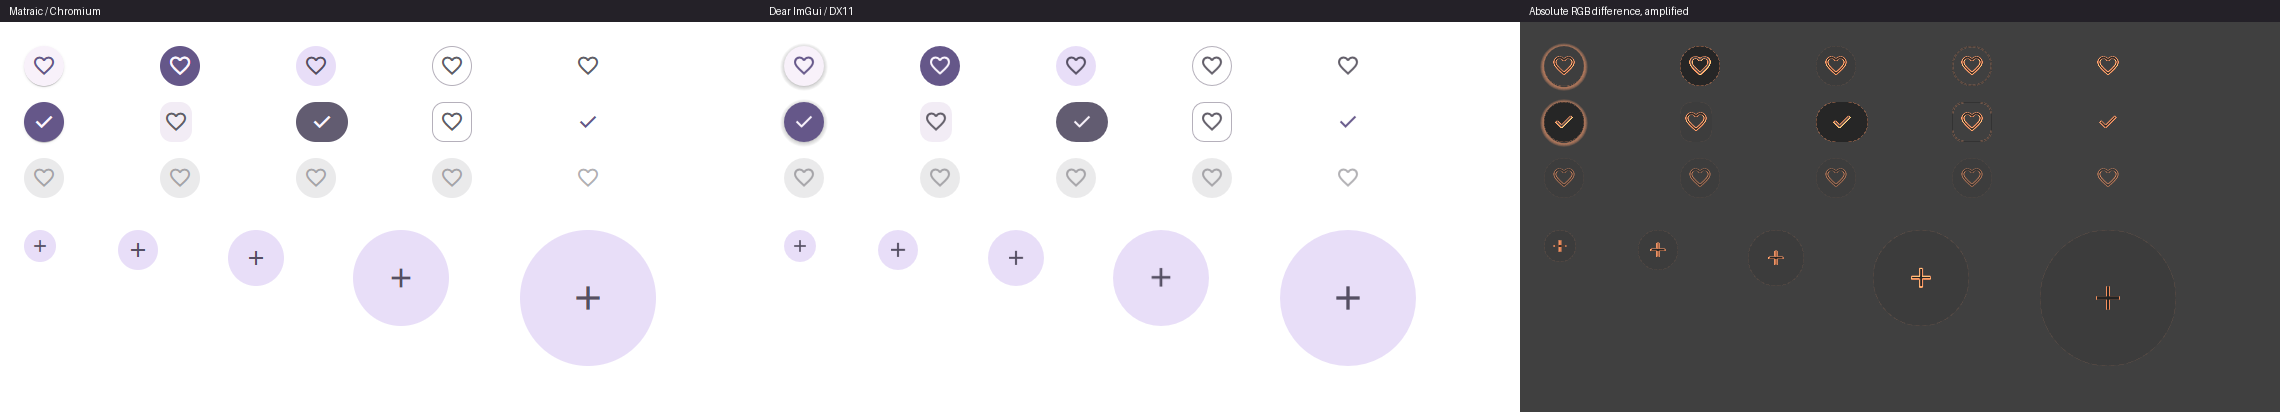 Matraic / Chromium
Dear ImGui / DX11
Absolute RGB difference, amplified